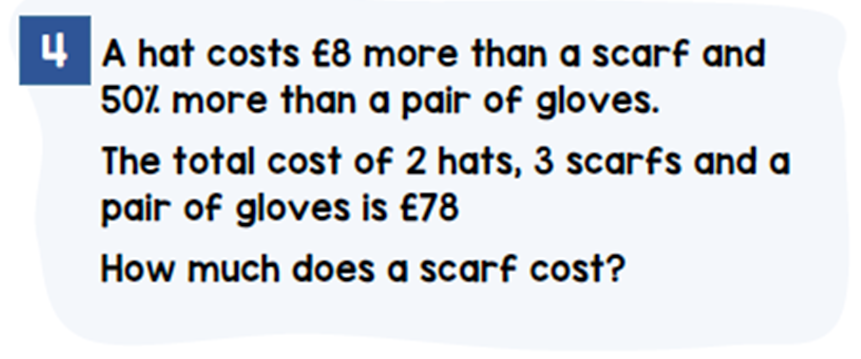 4
A hat costs £8 more than a scarf and
50% more than a pair of gloves.
The total cost of 2 hats, 3 scarfs and a
pair of gloves is £78
How much does a scarf cost?